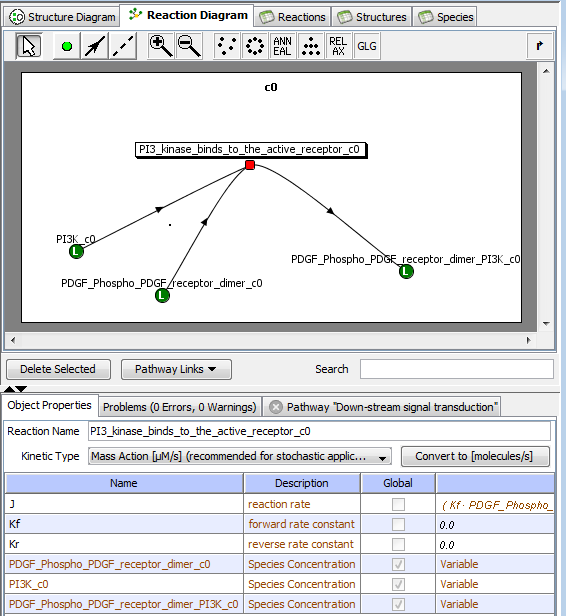 Structure Diagram Reaction Diagram Reactions Structures Species
ANN EAL REL AX GLG
c0
PI3_kinase_binds_to_the_active_receptor_c0
PI3K_c0
L
PDGF_Phospho_PDGF_receptor_dimer_PI3K_c0
L
PDGF_Phospho_PDGF_receptor_dimer_c0
L
Delete Selected Pathway Links Search
Object Properties Problems (0 Errors, 0 Warnings) Pathway "Down-stream signal transduction"
Reaction Name PI3_kinase_binds_to_the_active_receptor_c0
Kinetic Type Mass Action [µM/s] (recommended for stochastic applic... Convert to [molecules/s]
Name Description Global
J reaction rate ( Kf · PDGF_Phospho_
Kf forward rate constant 0.0
Kr reverse rate constant 0.0
PDGF_Phospho_PDGF_receptor_dimer_c0 Species Concentration Variable
PI3K_c0 Species Concentration Variable
PDGF_Phospho_PDGF_receptor_dimer_PI3K_c0 Species Concentration Variable